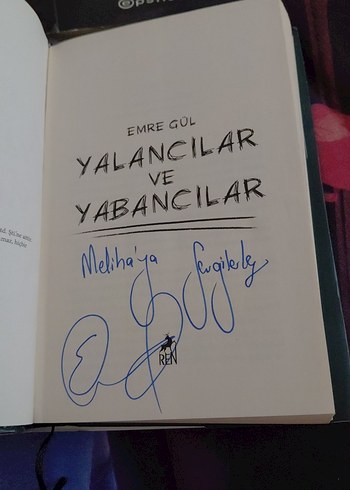 EMRE GÜL
YALANCILAR
VE
YABANCILAR
Meliha'ya Sevgilerle
REN